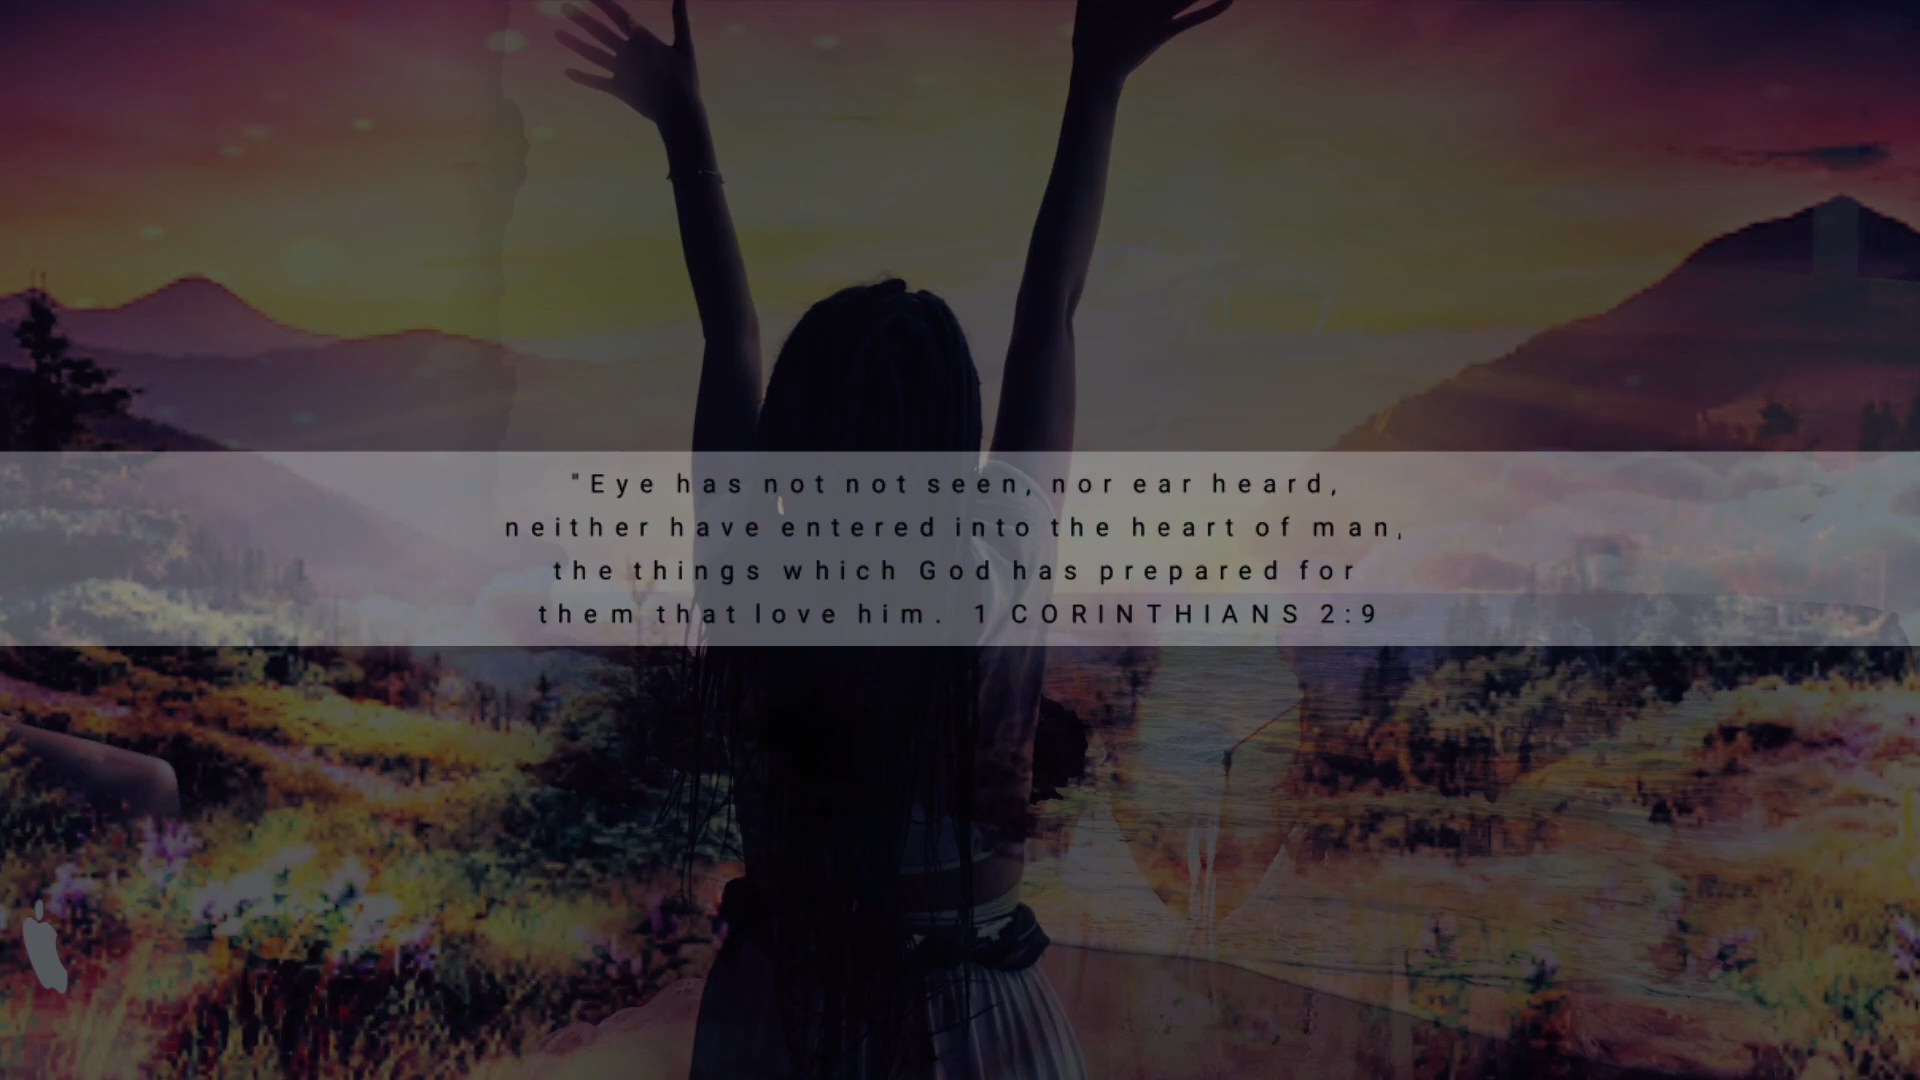 "Eye has not not seen, nor ear heard,
neither have entered into the heart of man,
the things which God has prepared for
them that love him. 1 CORINTHIANS 2:9